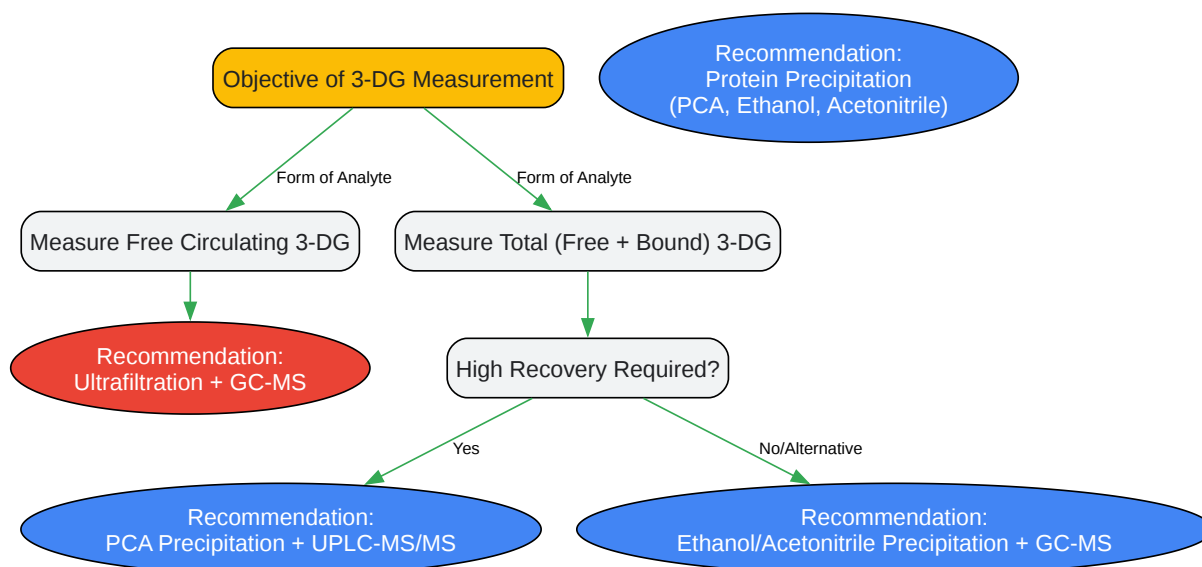 Objective of 3-DG Measurement
Recommendation:
Protein Precipitation
(PCA, Ethanol, Acetonitrile)
Form of Analyte
Form of Analyte
Measure Free Circulating 3-DG
Measure Total (Free + Bound) 3-DG
Recommendation:
Ultrafiltration + GC-MS
High Recovery Required?
Yes
No/Alternative
Recommendation:
PCA Precipitation + UPLC-MS/MS
Recommendation:
Ethanol/Acetonitrile Precipitation + GC-MS